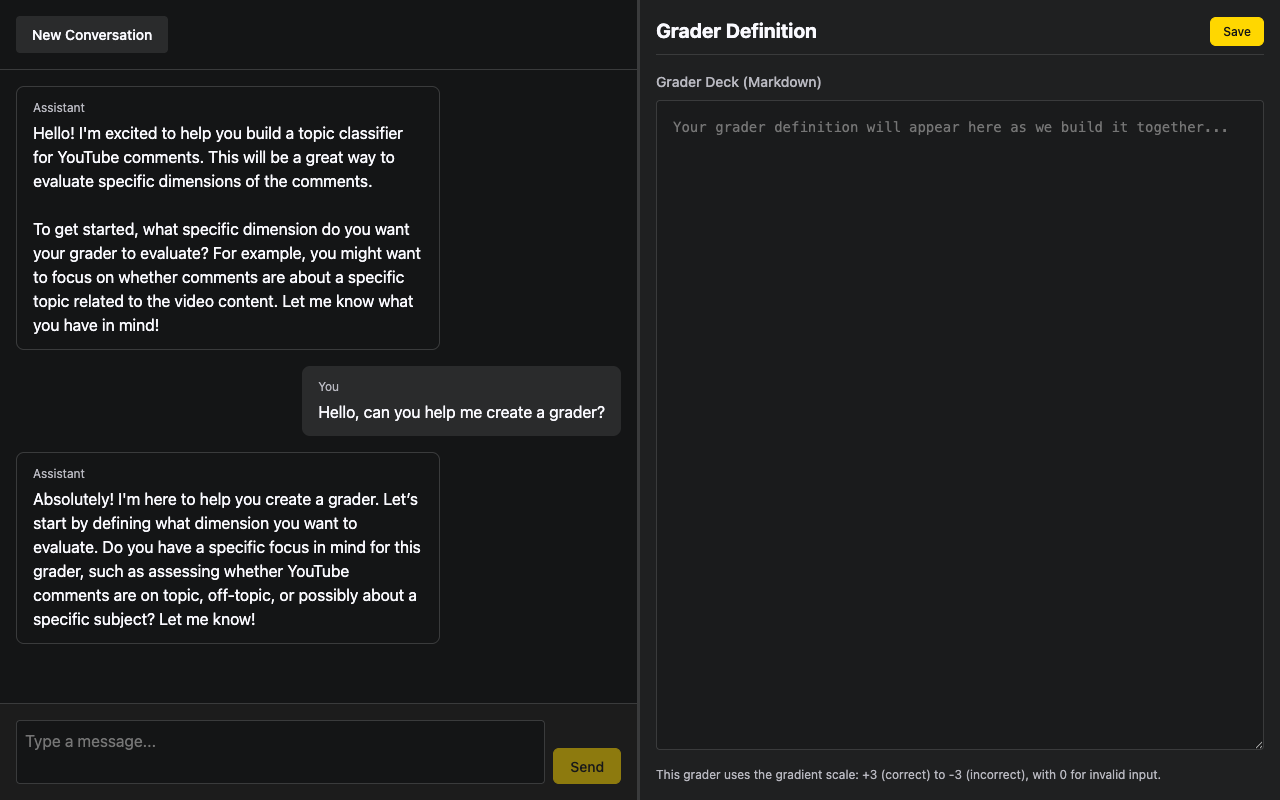 New Conversation
Assistant
Hello! I'm excited to help you build a topic classifier
for YouTube comments. This will be a great way to
evaluate specific dimensions of the comments.
To get started, what specific dimension do you want
your grader to evaluate? For example, you might want
to focus on whether comments are about a specific
topic related to the video content. Let me know what
you have in mind!
You
Hello, can you help me create a grader?
Assistant
Absolutely! I'm here to help you create a grader. Let’s
start by defining what dimension you want to
evaluate. Do you have a specific focus in mind for this
grader, such as assessing whether YouTube
comments are on topic, off-topic, or possibly about a
specific subject? Let me know!
Type a message...
Send
Grader Definition
Save
Grader Deck (Markdown)
Your grader definition will appear here as we build it together...
This grader uses the gradient scale: +3 (correct) to -3 (incorrect), with 0 for invalid input.